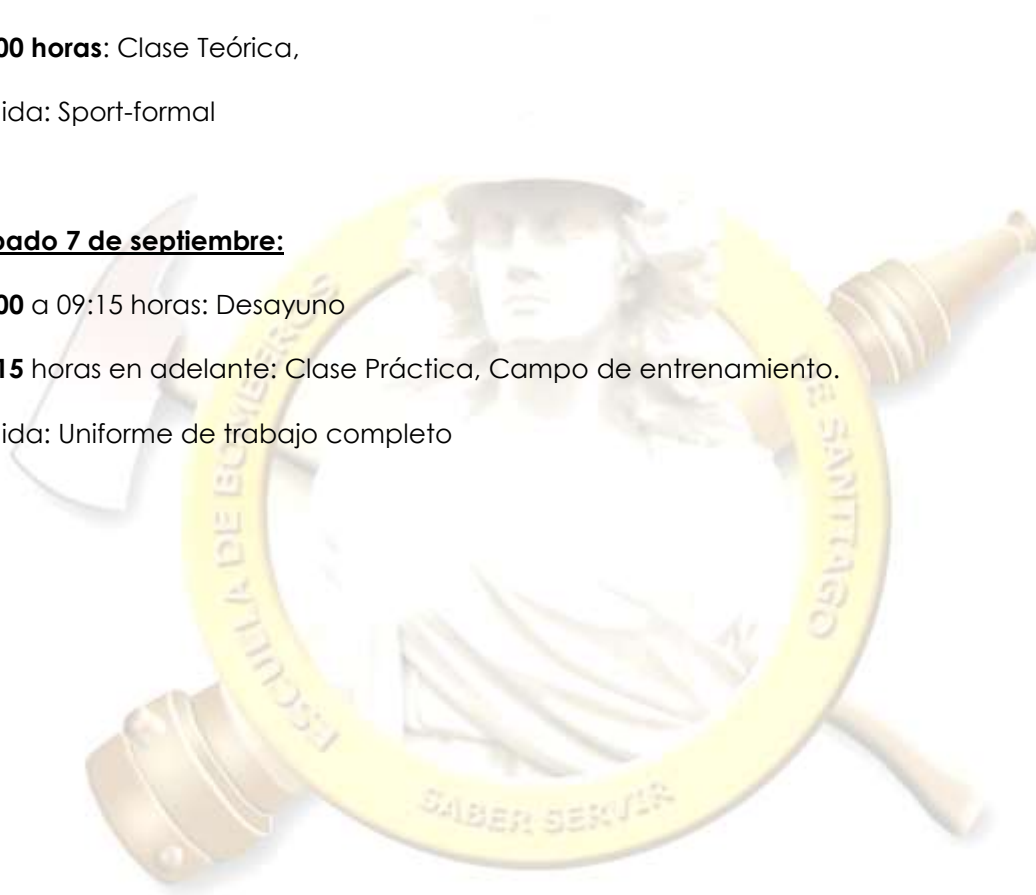 00 horas: Clase Teórica,
ida: Sport-formal
bado 7 de septiembre:
00 a 09:15 horas: Desayuno
15 horas en adelante: Clase Práctica, Campo de entrenamiento.
ida: Uniforme de trabajo completo
ESCUELA DE BOMBEROS DE SANTIAGO
SABER SERVIR